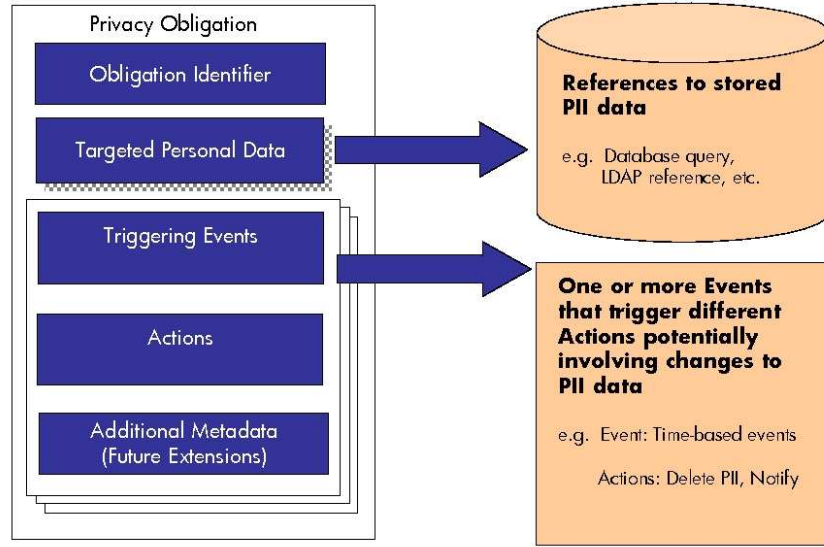 Privacy Obligation
Obligation Identifier
Targeted Personal Data
Triggering Events
Actions
Additional Metadata
(Future Extensions)
References to stored
PII data
e.g. Database query,
LDAP reference, etc.
One or more Events
that trigger different
Actions potentially
involving changes to
PII data
e.g. Event: Time-based events
Actions: Delete PII, Notify